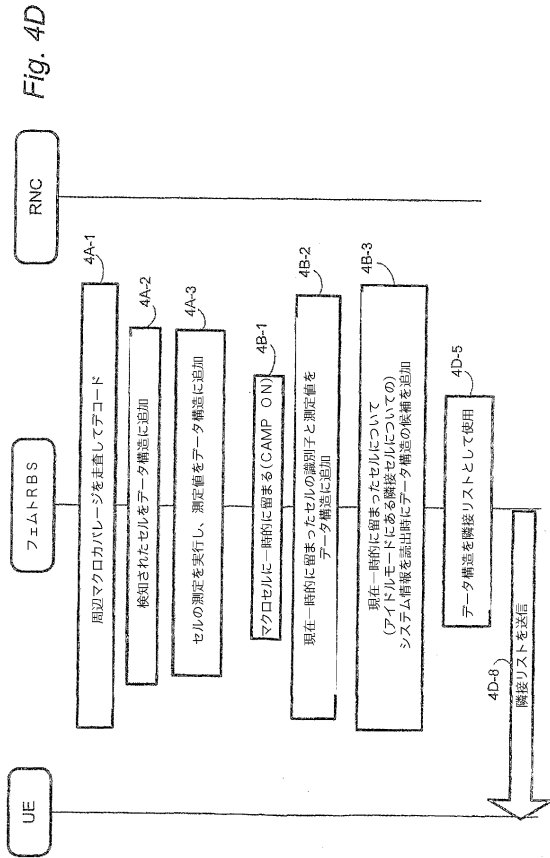 Fig. 4D
UE
フェムトRBS
RNC
4A-1
周辺マクロカバレージを走査してデコード
4A-2
検知されたセルをデータ構造に追加
4A-3
セルの測定を実行し、測定値をデータ構造に追加
4B-1
マクロセルに一時的に留まる(CAMP ON)
4B-2
現在一時的に留まったセルの識別子と測定値を
データ構造に追加
4B-3
現在一時的に留まったセルについて
(アイドルモードにある隣接セルについての)
システム情報を読出時にデータ構造の候補を追加
4D-5
データ構造を隣接リストとして使用
4D-8
隣接リストを送信